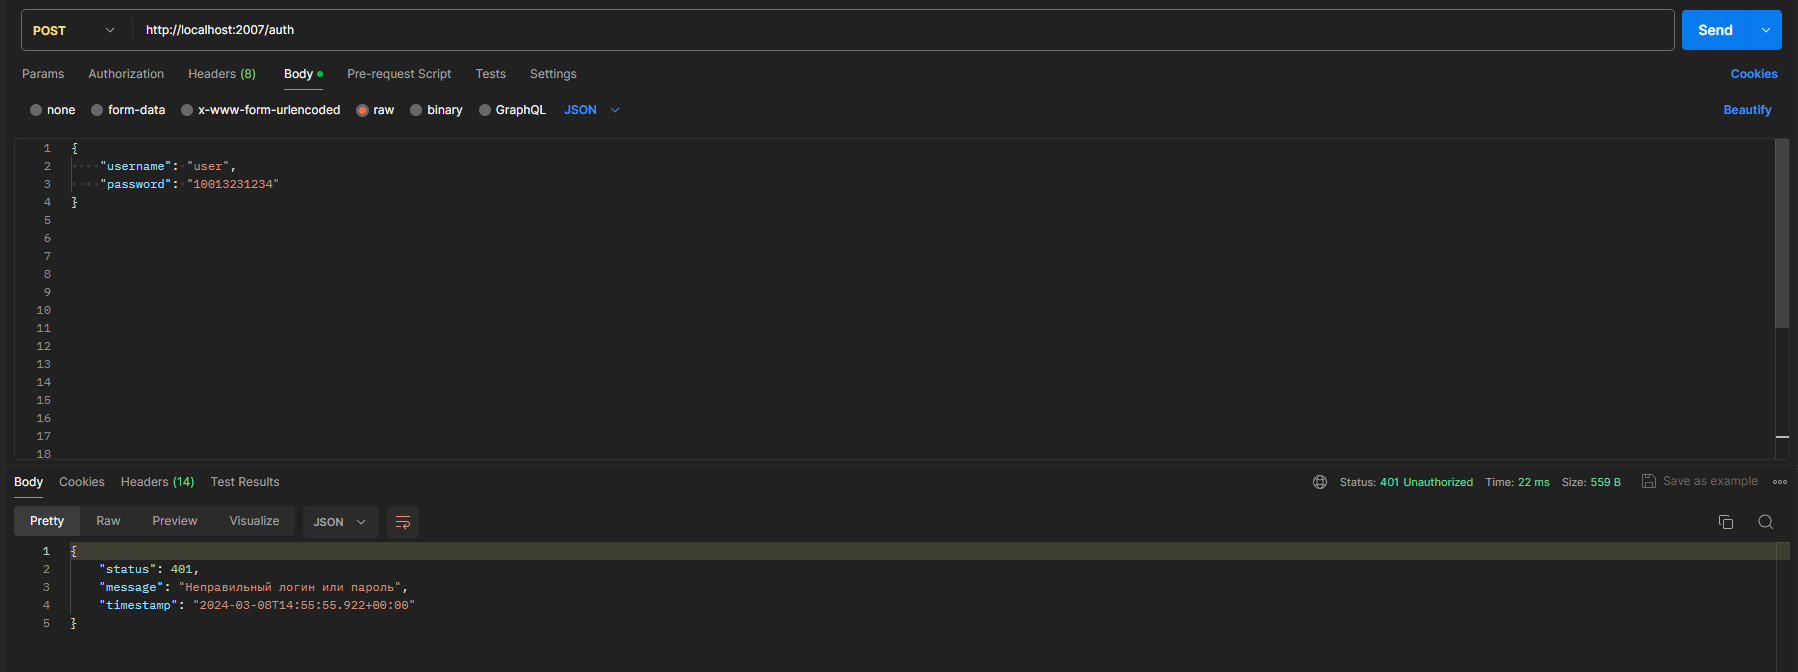 POST http://localhost:2007/auth Send
Params Authorization Headers (8) Body Pre-request Script Tests Settings Cookies
none form-data x-www-form-urlencoded raw binary GraphQL JSON Beautify
1 {
2 ····"username":·"user",
3 ····"password":·"10013231234"
4 }
5
6
7
8
9
10
11
12
13
14
15
16
17
18
Body Cookies Headers (14) Test Results Status: 401 Unauthorized Time: 22 ms Size: 559 B Save as example
Pretty Raw Preview Visualize JSON
1 {
2 "status": 401,
3 "message": "Неправильный логин или пароль",
4 "timestamp": "2024-03-08T14:55:55.922+00:00"
5 }